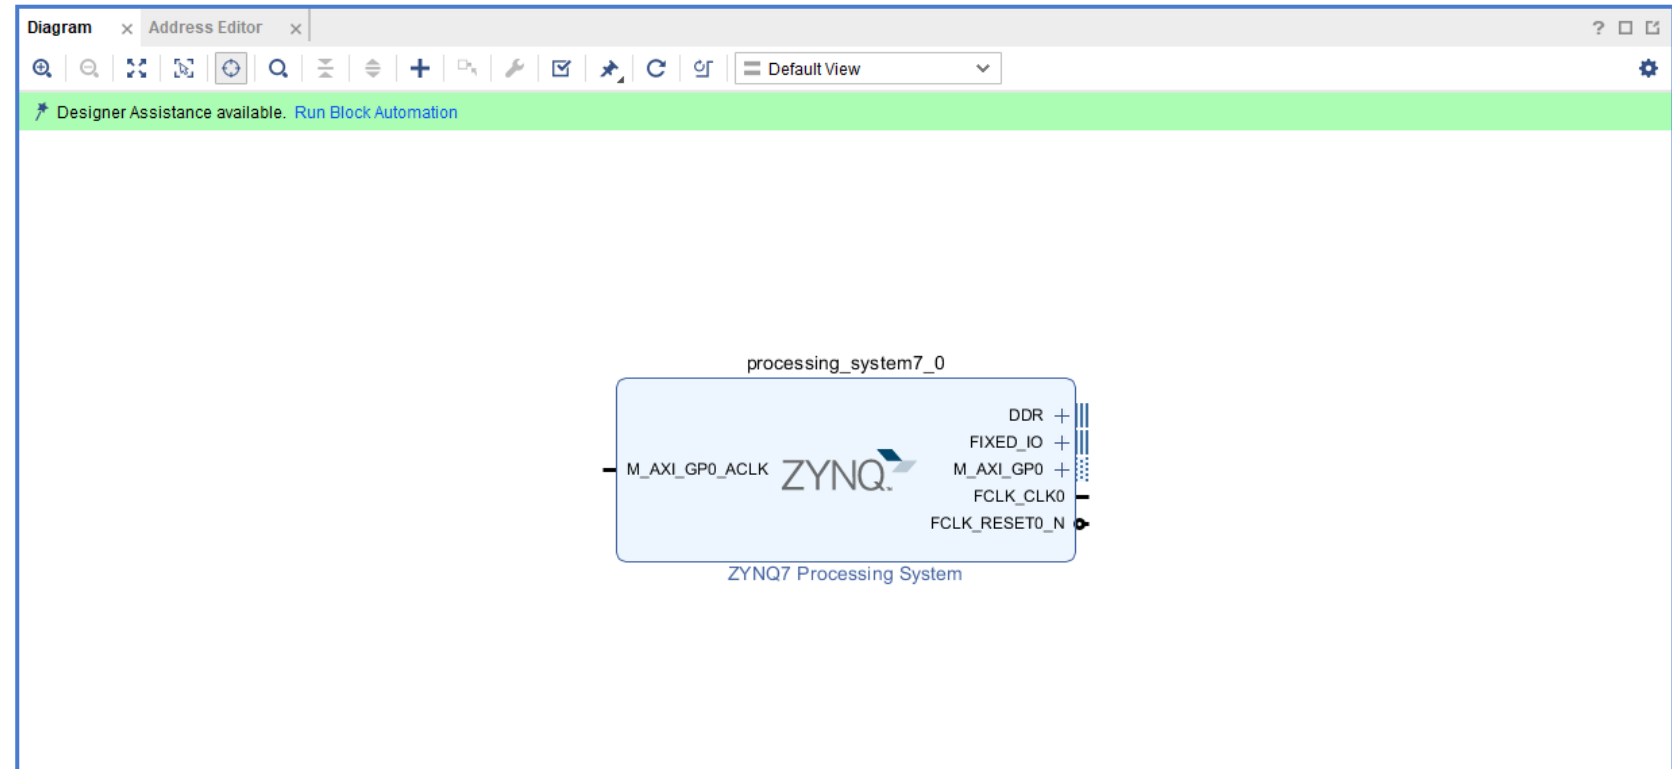 Diagram
Address Editor
Default View
Designer Assistance available. Run Block Automation
processing_system7_0
DDR
FIXED_IO
M_AXI_GP0_ACLK
ZYNQ
M_AXI_GP0
FCLK_CLK0
FCLK_RESET0_N
ZYNQ7 Processing System